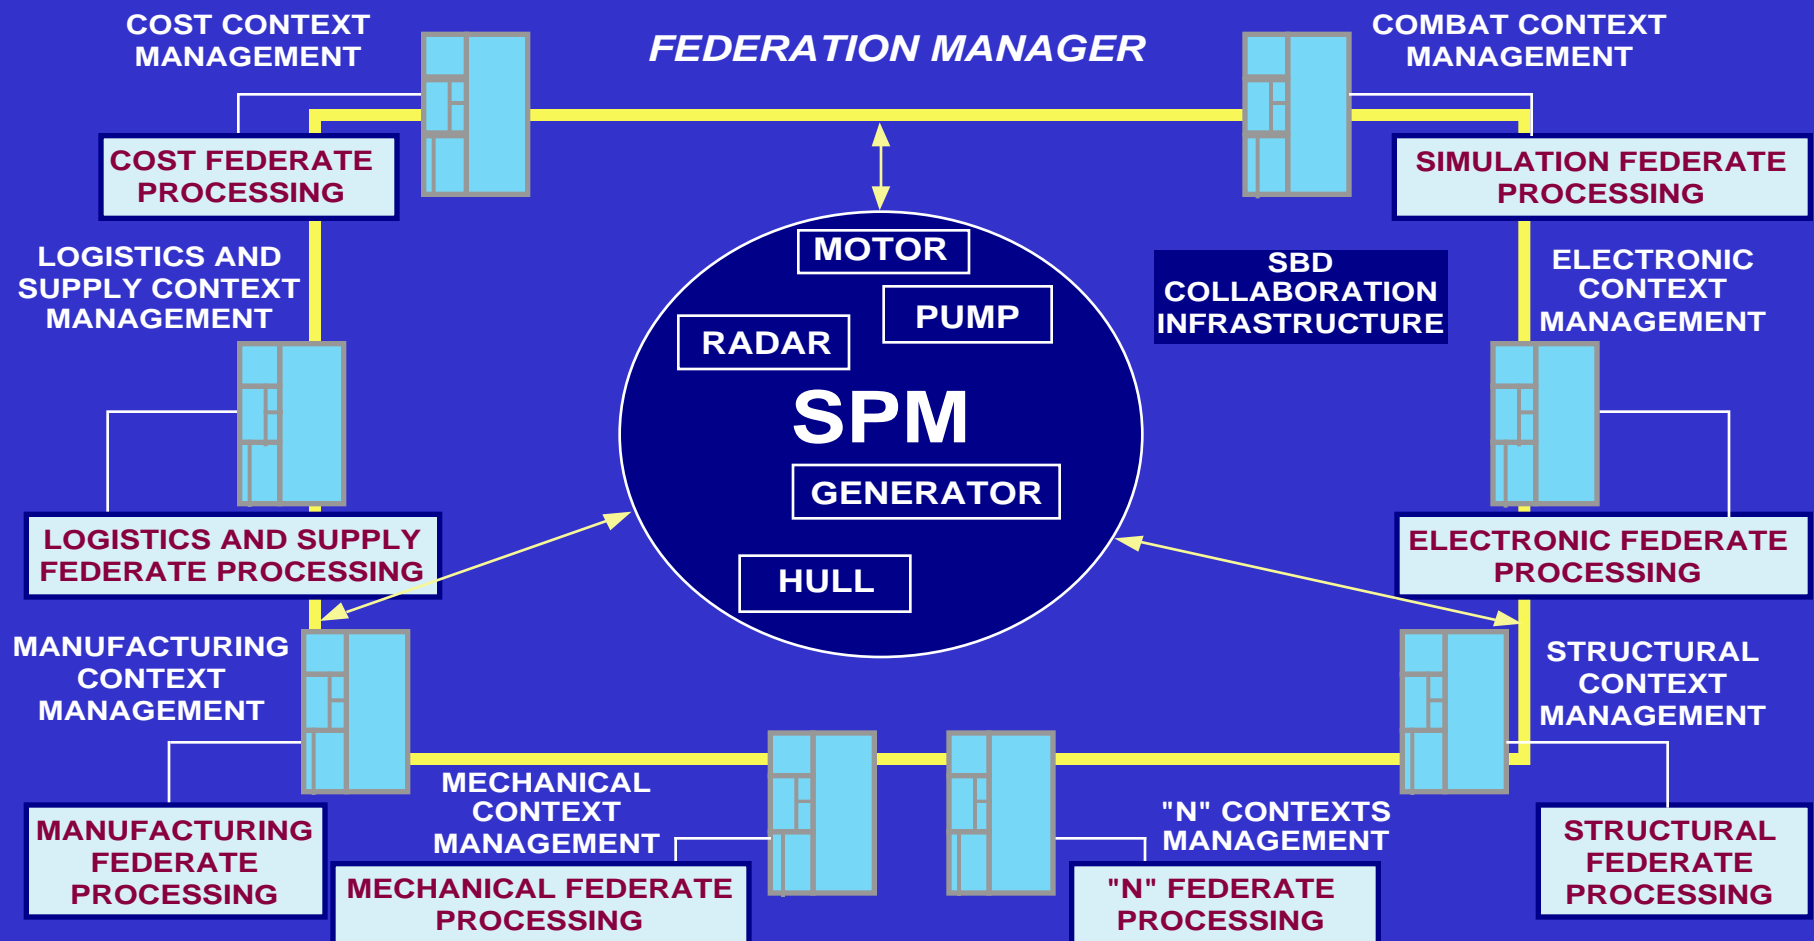 COST CONTEXT
MANAGEMENT
FEDERATION MANAGER
COMBAT CONTEXT
MANAGEMENT
COST FEDERATE
PROCESSING
SIMULATION FEDERATE
PROCESSING
LOGISTICS AND
SUPPLY CONTEXT
MANAGEMENT
MOTOR
PUMP
RADAR
SPM
GENERATOR
HULL
SBD
COLLABORATION
INFRASTRUCTURE
ELECTRONIC
CONTEXT
MANAGEMENT
LOGISTICS AND SUPPLY
FEDERATE PROCESSING
ELECTRONIC FEDERATE
PROCESSING
MANUFACTURING
CONTEXT
MANAGEMENT
STRUCTURAL
CONTEXT
MANAGEMENT
MECHANICAL
CONTEXT
MANAGEMENT
"N" CONTEXTS
MANAGEMENT
MANUFACTURING
FEDERATE
PROCESSING
MECHANICAL FEDERATE
PROCESSING
"N" FEDERATE
PROCESSING
STRUCTURAL
FEDERATE
PROCESSING